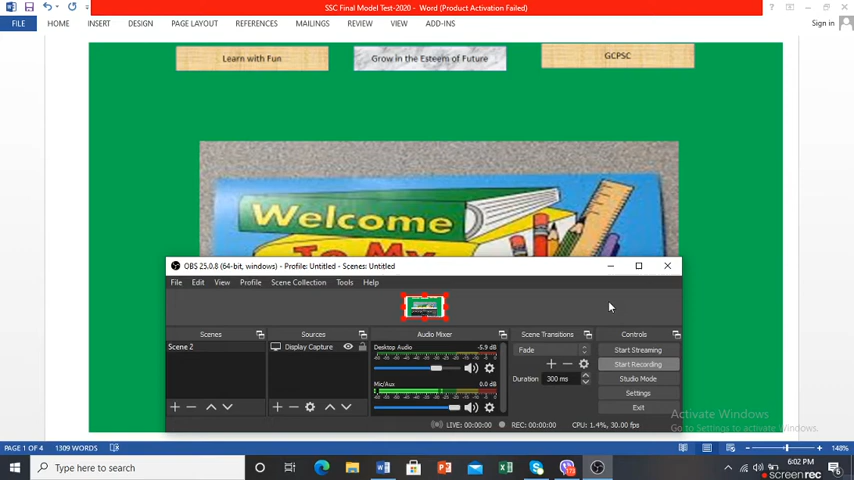 SSC Final Model Test-2020 - Word (Product Activation Failed)
FILE HOME INSERT DESIGN PAGE LAYOUT REFERENCES MAILINGS REVIEW VIEW ADD-INS Sign in
Learn with Fun
Grow in the Esteem of Future
GCPSC
Welcome
To My
OBS 25.0.8 (64-bit, windows) - Profile: Untitled - Scenes: Untitled
File Edit View Profile Scene Collection Tools Help
Scenes Sources Audio Mixer Scene Transitions Controls
Scene 2
Display Capture
Desktop Audio -5.9 dB
Mic/Aux 0.0 dB
Fade
Duration 300 ms
Start Streaming
Start Recording
Studio Mode
Settings
Exit
LIVE: 00:00:00 REC: 00:00:00 CPU: 1.4%, 30.00 fps
Activate Windows
Go to Settings to activate Windows.
PAGE 1 OF 4 1309 WORDS 148%
Type here to search
6:02 PM
screenrec